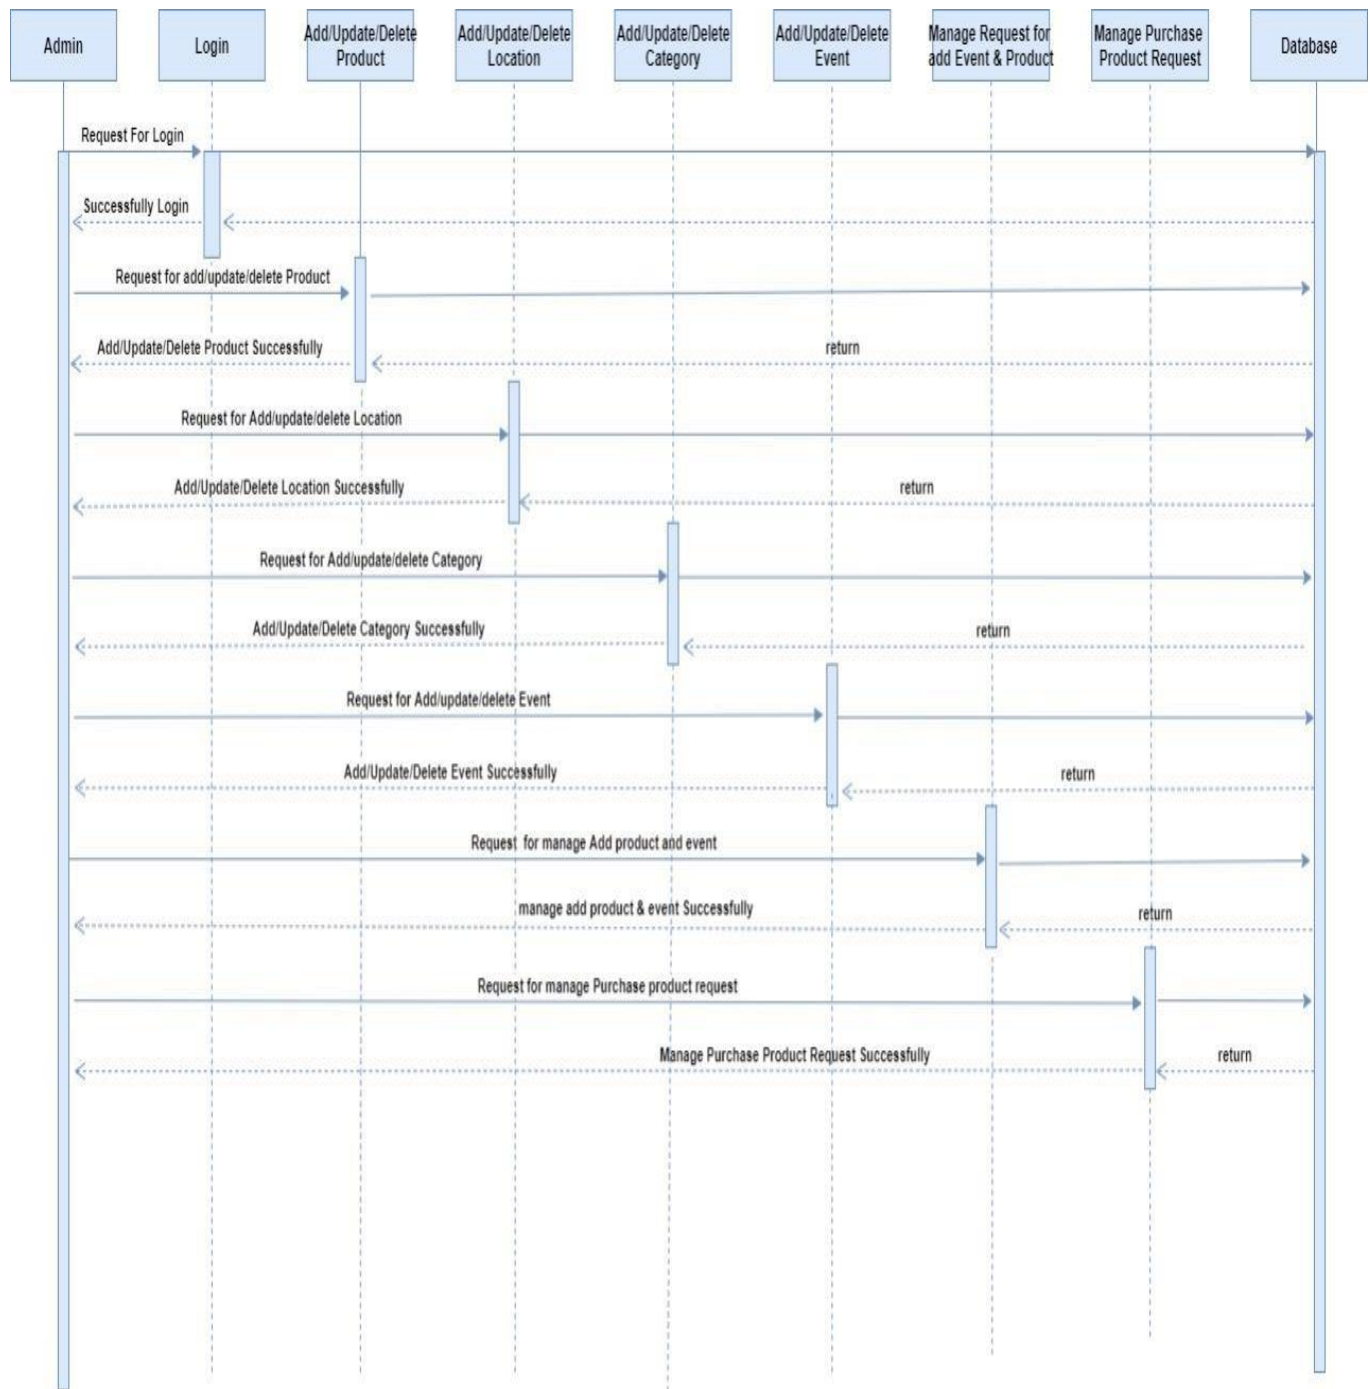 Admin
Login
Add/Update/Delete
Product
Add/Update/Delete
Location
Add/Update/Delete
Category
Add/Update/Delete
Event
Manage Request for
add Event & Product
Manage Purchase
Product Request
Database
Request For Login
Successfully Login
Request for add/update/delete Product
Add/Update/Delete Product Successfully
return
Request for Add/update/delete Location
Add/Update/Delete Location Successfully
return
Request for Add/update/delete Category
Add/Update/Delete Category Successfully
return
Request for Add/update/delete Event
Add/Update/Delete Event Successfully
return
Request for manage Add product and event
manage add product & event Successfully
return
Request for manage Purchase product request
Manage Purchase Product Request Successfully
return